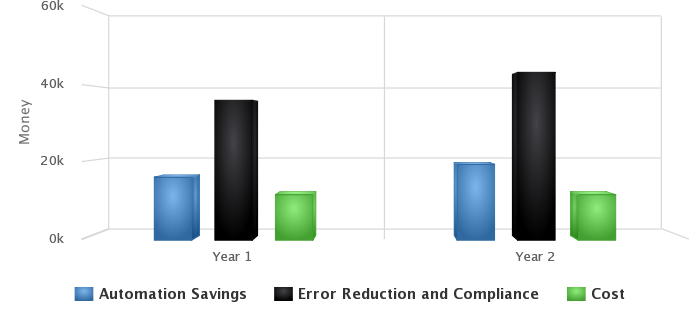 60k
40k
20k
0k
Money
Year 1
Year 2
Automation Savings
Error Reduction and Compliance
Cost